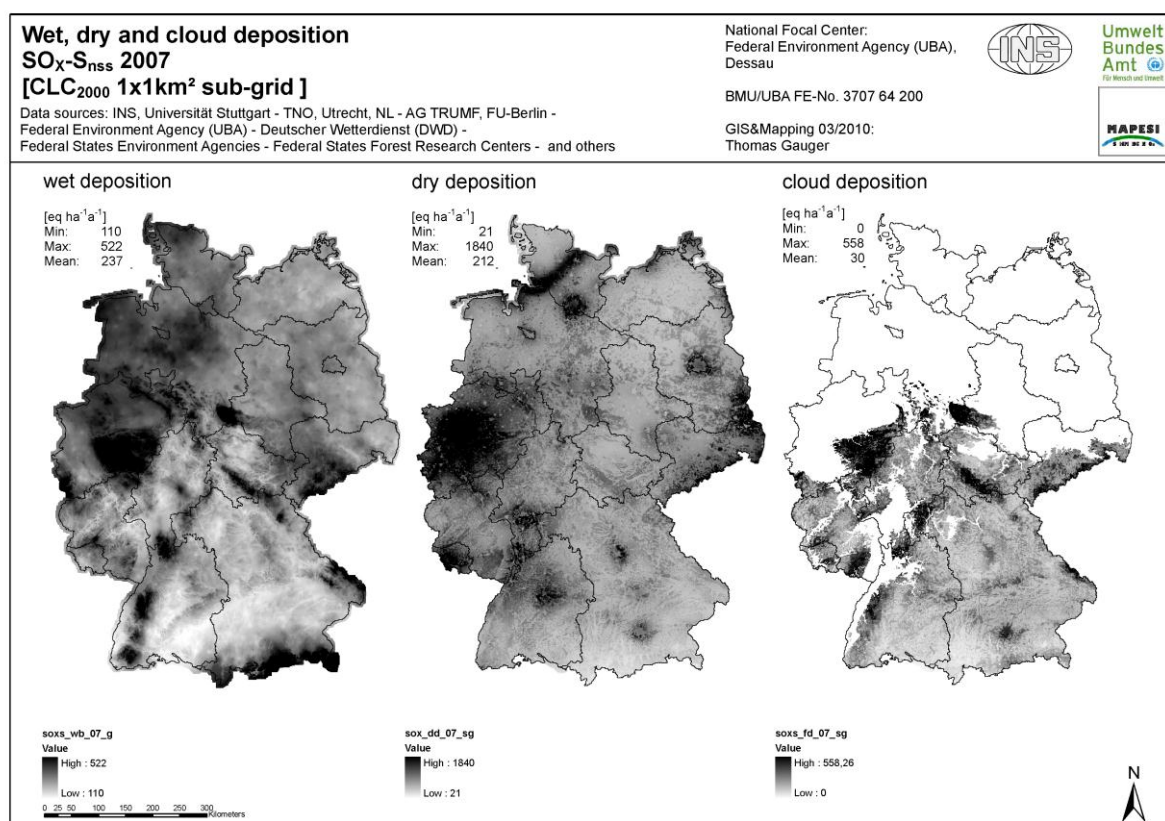 Wet, dry and cloud deposition
SOX-Snss 2007
[CLC2000 1x1km² sub-grid ]
Data sources: INS, Universität Stuttgart - TNO, Utrecht, NL - AG TRUMF, FU-Berlin -
Federal Environment Agency (UBA) - Deutscher Wetterdienst (DWD) -
Federal States Environment Agencies - Federal States Forest Research Centers - and others
National Focal Center:
Federal Environment Agency (UBA),
Dessau
BMU/UBA FE-No. 3707 64 200
GIS&Mapping 03/2010:
Thomas Gauger
INS
Umwelt
Bundes
Amt
Für Mensch und Umwelt
MAPESI
wet deposition
[eq ha-1a-1]
Min: 110
Max: 522
Mean: 237
dry deposition
[eq ha-1a-1]
Min: 21
Max: 1840
Mean: 212
cloud deposition
[eq ha-1a-1]
Min: 0
Max: 558
Mean: 30
soxs_wb_07_g
Value
High : 522
Low : 110
0 25 50 100 150 200 250 300
Kilometers
sox_dd_07_sg
Value
High : 1840
Low : 21
soxs_fd_07_sg
Value
High : 558,26
Low : 0
N